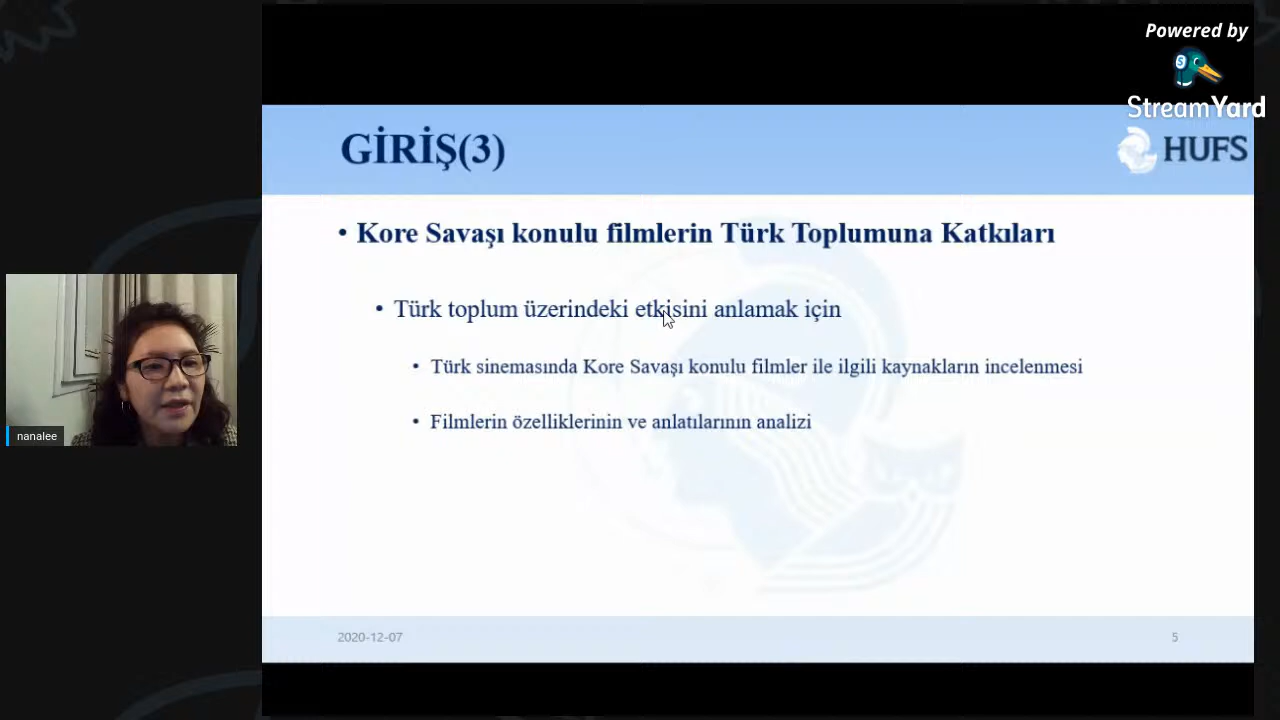 Powered by
StreamYard
GİRİŞ(3)
HUFS
• Kore Savaşı konulu filmlerin Türk Toplumuna Katkıları
• Türk toplum üzerindeki etkisini anlamak için
• Türk sinemasında Kore Savaşı konulu filmler ile ilgili kaynakların incelenmesi
• Filmlerin özelliklerinin ve anlatılarının analizi
nanalee
2020-12-07
5